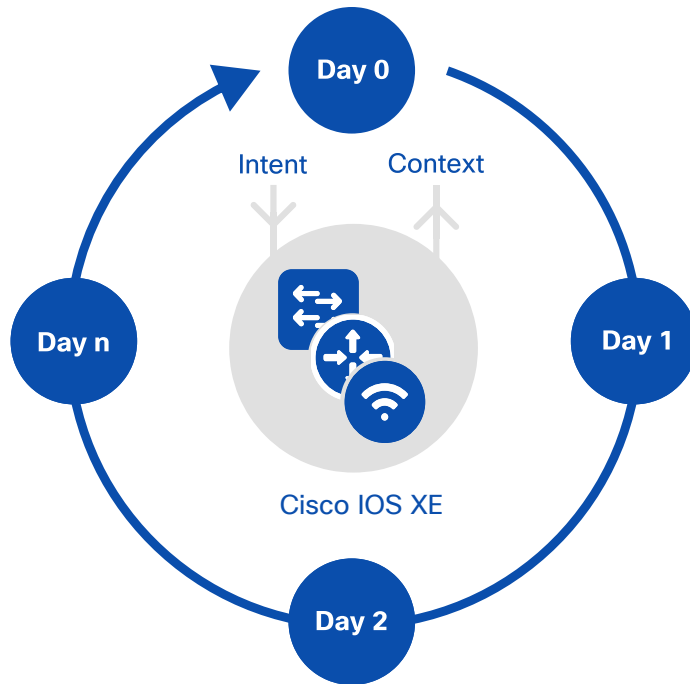 Day 0
Intent
Context
Day n
Day 1
Cisco IOS XE
Day 2